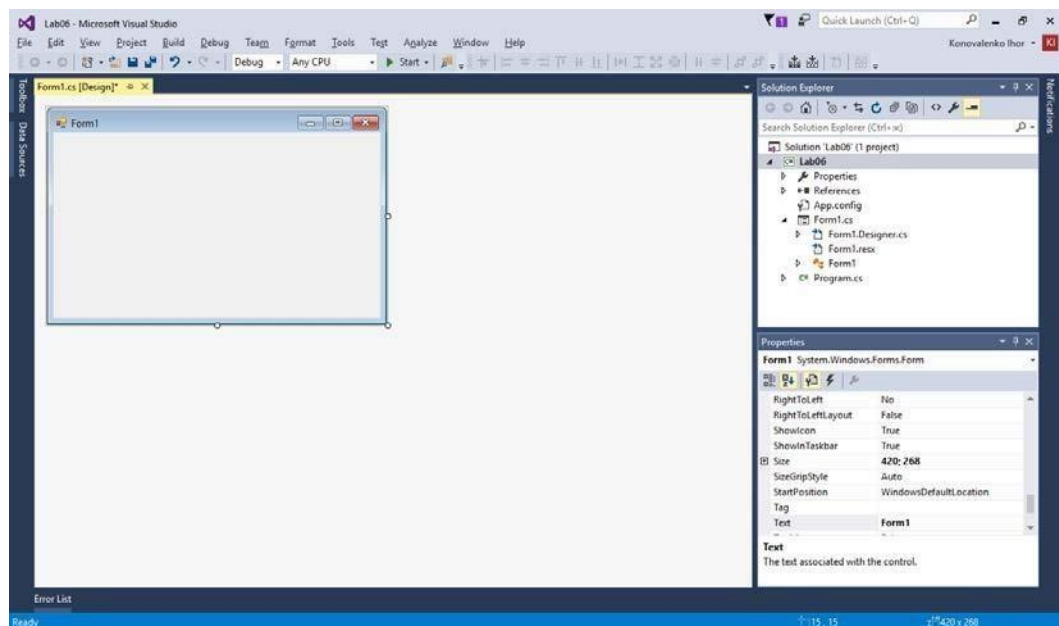 Lab06 - Microsoft Visual Studio
1
Quick Launch (Ctrl+Q)
File Edit View Project Build Debug Team Format Tools Test Analyze Window Help
Konovalenko Ihor
KI
Debug
Any CPU
Start
Toolbox
Data Sources
Form1.cs [Design]*
Form1
Solution Explorer
Search Solution Explorer (Ctrl+ж)
Solution 'Lab06' (1 project)
C# Lab06
Properties
References
App.config
Form1.cs
Form1.Designer.cs
Form1.resx
Form1
C# Program.cs
Notifications
Properties
Form1 System.Windows.Forms.Form
RightToLeft No
RightToLeftLayout False
ShowIcon True
ShowInTaskbar True
Size 420; 268
SizeGripStyle Auto
StartPosition WindowsDefaultLocation
Tag
Text Form1
Text
The text associated with the control.
Error List
Ready
15 , 15
420 x 268